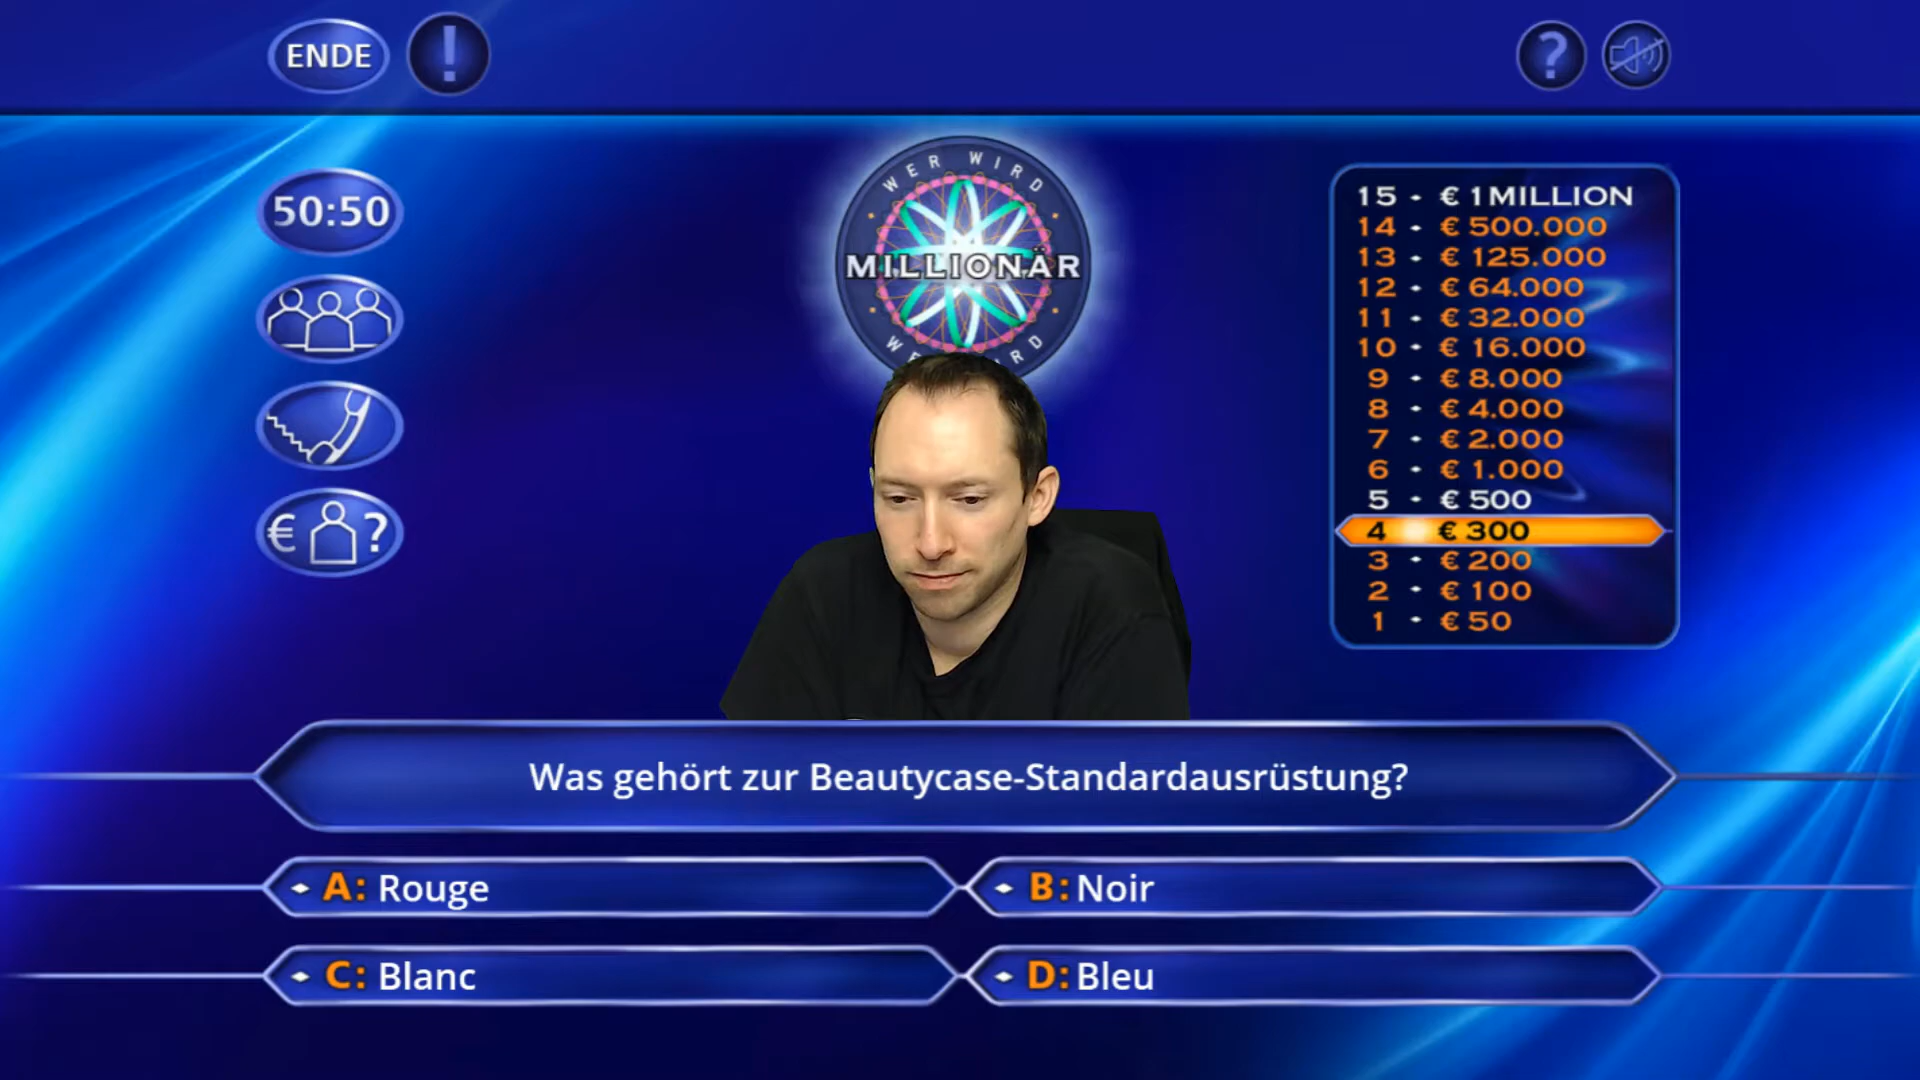 ENDE
!
?
50:50
€ ?
WER WIRD
MILLIONÄR
15 · € 1 MILLION
14 · € 500.000
13 · € 125.000
12 · € 64.000
11 · € 32.000
10 · € 16.000
9 · € 8.000
8 · € 4.000
7 · € 2.000
6 · € 1.000
5 · € 500
4 € 300
3 · € 200
2 · € 100
1 · € 50
Was gehört zur Beautycase-Standardausrüstung?
A: Rouge
B: Noir
C: Blanc
D: Bleu